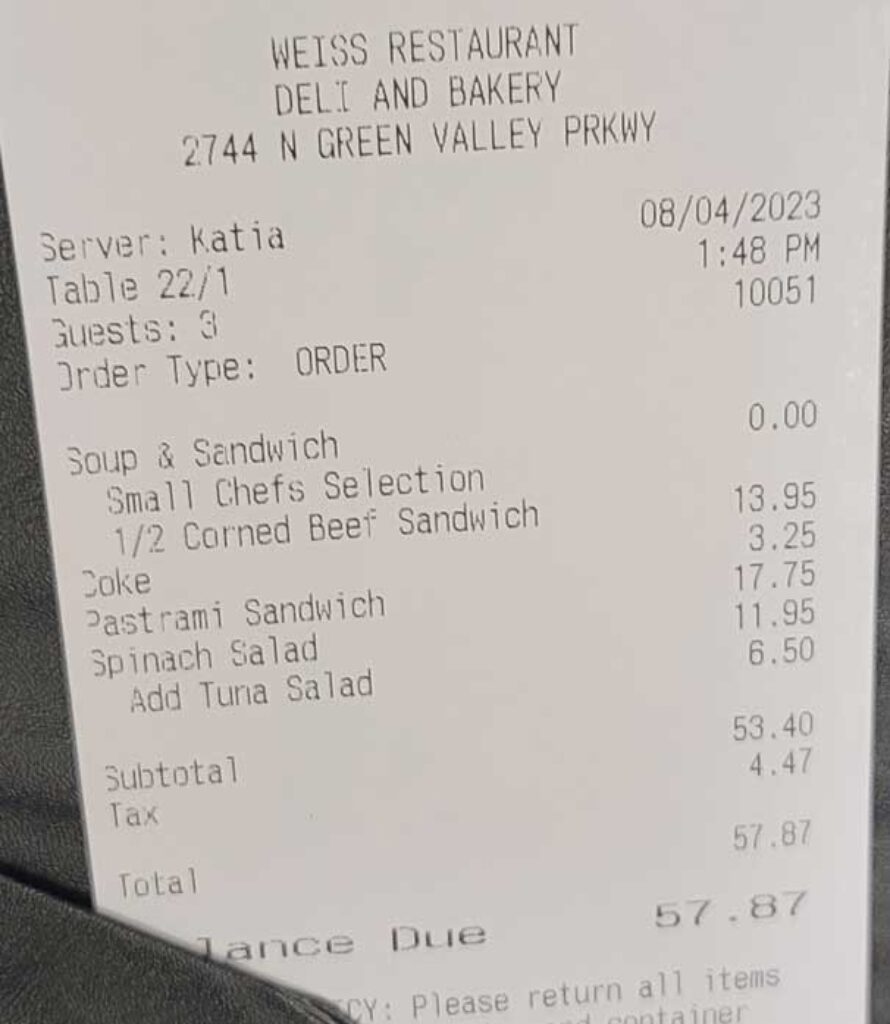 WEISS RESTAURANT
DELI AND BAKERY
2744 N GREEN VALLEY PRKWY
Server: Katia 08/04/2023
Table 22/1 1:48 PM
Guests: 3 10051
Order Type: ORDER
Soup & Sandwich 0.00
Small Chefs Selection
1/2 Corned Beef Sandwich 13.95
Coke 3.25
Pastrami Sandwich 17.75
Spinach Salad 11.95
Add Tuna Salad 6.50
Subtotal 53.40
Tax 4.47
Total 57.87
lance Due 57.87
CY: Please return all items
container